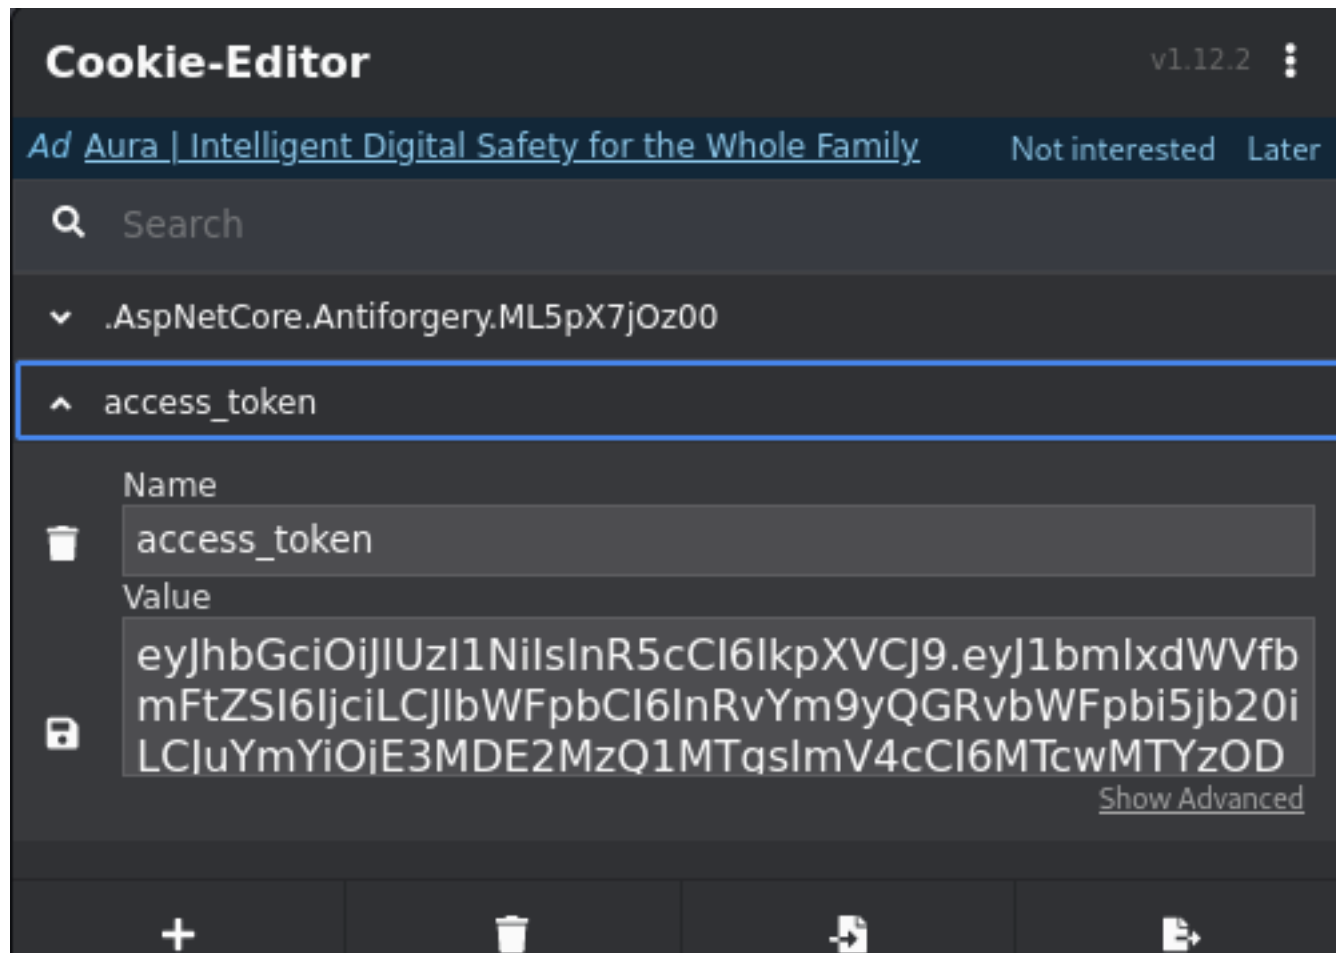 Cookie-Editor
v1.12.2
Ad Aura | Intelligent Digital Safety for the Whole Family
Not interested Later
Search
.AspNetCore.Antiforgery.ML5pX7jOz00
access_token
Name
access_token
Value
eyJhbGciOiJIUzI1NiIsInR5cCI6IkpXVCJ9.eyJ1bmlxdWVfb
mFtZSI6IjciLCJlbWFpbCI6InRvYm9yQGRvbWFpbi5jb20i
LCJuYmYiOjE3MDE2MzQ1MTgsImV4cCI6MTcwMTYzOD
Show Advanced